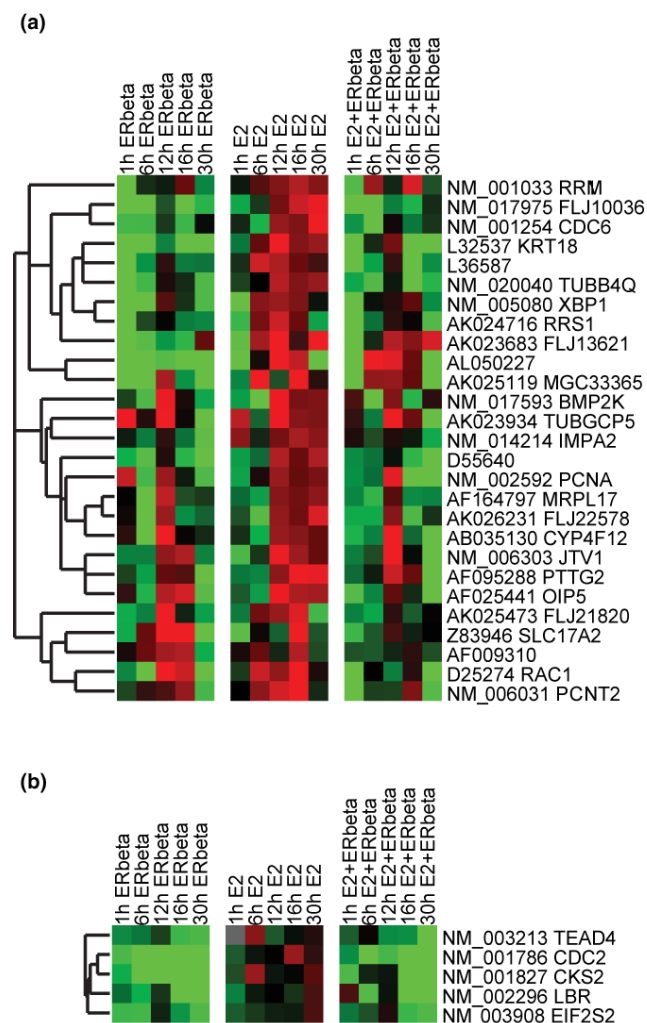 (a)
1h ERbeta
6h ERbeta
12h ERbeta
16h ERbeta
30h ERbeta
1h E2
6h E2
12h E2
16h E2
30h E2
1h E2+ERbeta
6h E2+ERbeta
12h E2+ERbeta
16h E2+ERbeta
30h E2+ERbeta
NM_001033 RRM
NM_017975 FLJ10036
NM_001254 CDC6
L32537 KRT18
L36587
NM_020040 TUBB4Q
NM_005080 XBP1
AK024716 RRS1
AK023683 FLJ13621
AL050227
AK025119 MGC33365
NM_017593 BMP2K
AK023934 TUBGCP5
NM_014214 IMPA2
D55640
NM_002592 PCNA
AF164797 MRPL17
AK026231 FLJ22578
AB035130 CYP4F12
NM_006303 JTV1
AF095288 PTTG2
AF025441 OIP5
AK025473 FLJ21820
Z83946 SLC17A2
AF009310
D25274 RAC1
NM_006031 PCNT2
(b)
1h ERbeta
6h ERbeta
12h ERbeta
16h ERbeta
30h ERbeta
1h E2
6h E2
12h E2
16h E2
30h E2
1h E2+ERbeta
6h E2+ERbeta
12h E2+ERbeta
16h E2+ERbeta
30h E2+ERbeta
NM_003213 TEAD4
NM_001786 CDC2
NM_001827 CKS2
NM_002296 LBR
NM_003908 EIF2S2